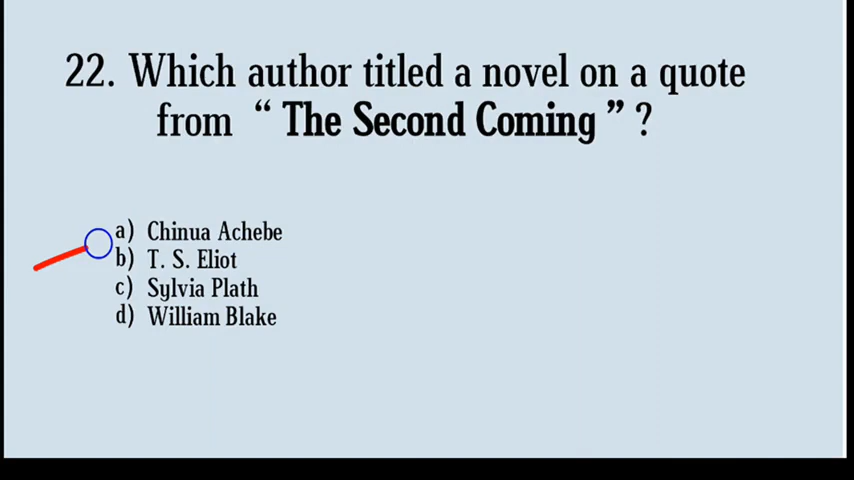 22. Which author titled a novel on a quote
from “ The Second Coming ” ?
a) Chinua Achebe
b) T. S. Eliot
c) Sylvia Plath
d) William Blake